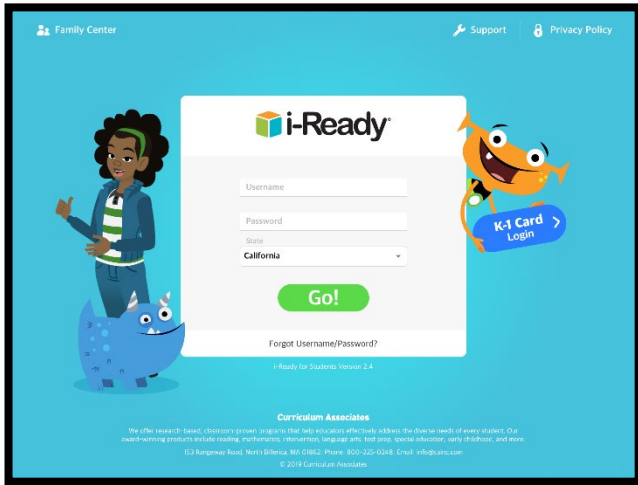 Family Center
Support
Privacy Policy
i-Ready
Username
Password
State
California
K-1 Card
Login
Go!
Forgot Username/Password?
i-Ready for Students Version 2.4
Curriculum Associates
We offer research-based, classroom-proven programs that help educators effectively address the diverse needs of every student. Our
award-winning products include reading, mathematics, intervention, language arts, test prep, special education, early childhood, and more.
153 Rangeway Road, North Billerica, MA 01862, Phone: 800-225-0248, Email: info@cainc.com
© 2019 Curriculum Associates